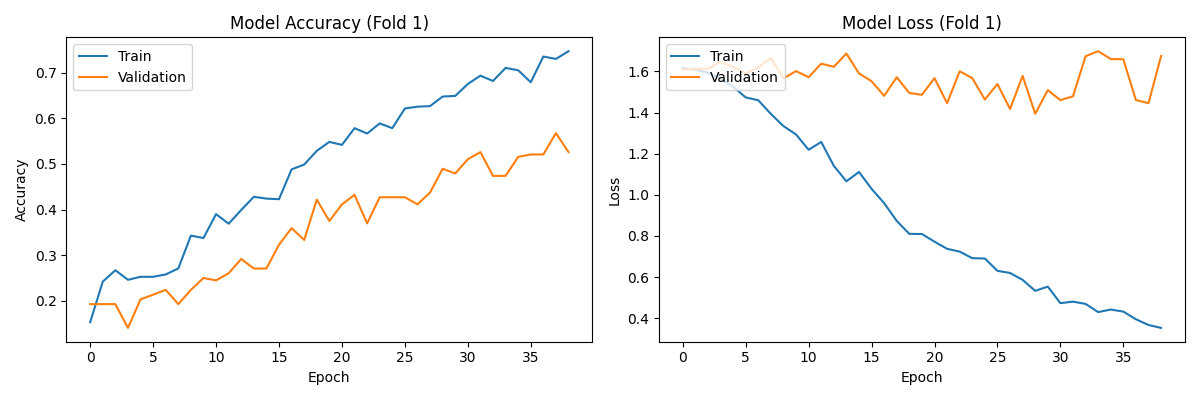 Model Accuracy (Fold 1)
Train
Validation
0.7
0.6
0.5
0.4
0.3
0.2
Accuracy
0 5 10 15 20 25 30 35
Epoch
Model Loss (Fold 1)
Train
Validation
1.6
1.4
1.2
1.0
0.8
0.6
0.4
Loss
0 5 10 15 20 25 30 35
Epoch